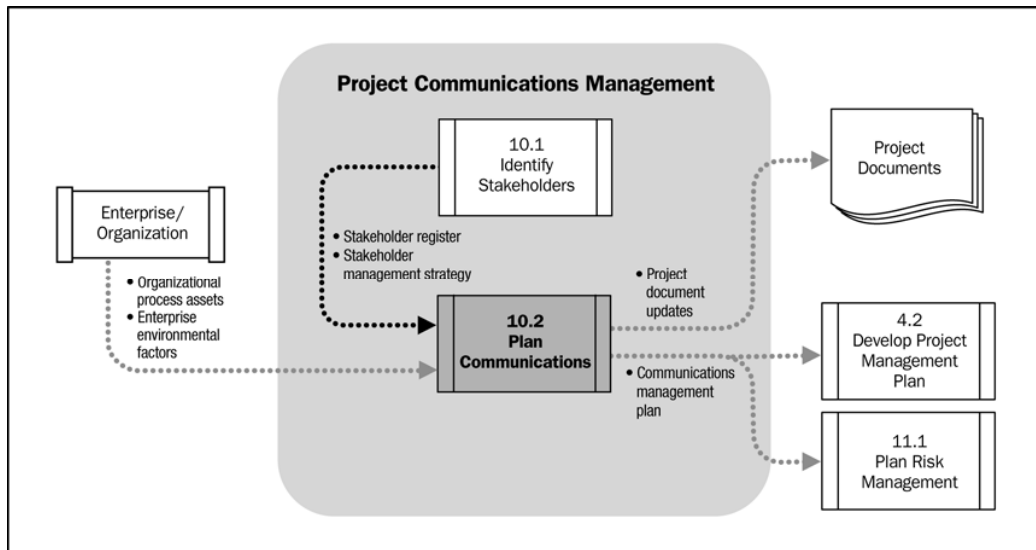 Project Communications Management
10.1
Identify
Stakeholders
Project
Documents
Enterprise/
Organization
• Stakeholder register
• Stakeholder
management strategy
• Organizational
process assets
• Enterprise
environmental
factors
• Project
document
updates
10.2
Plan
Communications
• Communications
management
plan
4.2
Develop Project
Management
Plan
11.1
Plan Risk
Management